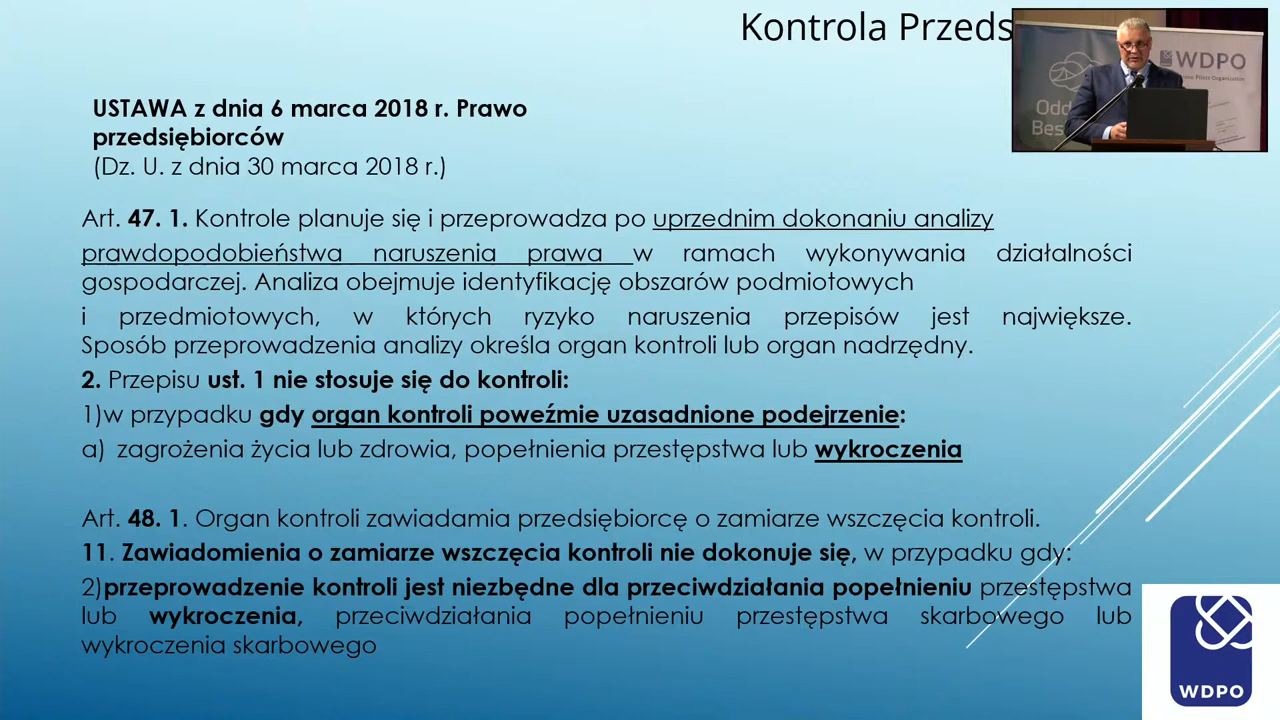 Kontrola Przeds
WDPO
Pilots Organization
Odd
Bes
USTAWA z dnia 6 marca 2018 r. Prawo
przedsiębiorców
(Dz. U. z dnia 30 marca 2018 r.)
Art. 47. 1. Kontrole planuje się i przeprowadza po uprzednim dokonaniu analizy
prawdopodobieństwa naruszenia prawa w ramach wykonywania działalności
gospodarczej. Analiza obejmuje identyfikację obszarów podmiotowych
i przedmiotowych, w których ryzyko naruszenia przepisów jest największe.
Sposób przeprowadzenia analizy określa organ kontroli lub organ nadrzędny.
2. Przepisu ust. 1 nie stosuje się do kontroli:
1)w przypadku gdy organ kontroli poweźmie uzasadnione podejrzenie:
a) zagrożenia życia lub zdrowia, popełnienia przestępstwa lub wykroczenia
Art. 48. 1. Organ kontroli zawiadamia przedsiębiorcę o zamiarze wszczęcia kontroli.
11. Zawiadomienia o zamiarze wszczęcia kontroli nie dokonuje się, w przypadku gdy:
2)przeprowadzenie kontroli jest niezbędne dla przeciwdziałania popełnieniu przestępstwa
lub wykroczenia, przeciwdziałania popełnieniu przestępstwa skarbowego lub
wykroczenia skarbowego
WDPO